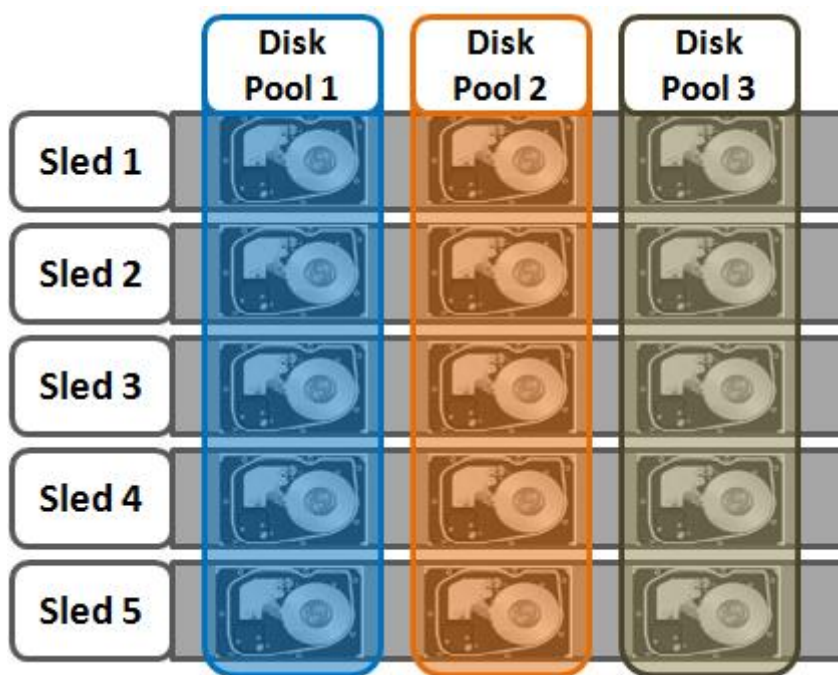 Disk
Pool 1
Disk
Pool 2
Disk
Pool 3
Sled 1
Sled 2
Sled 3
Sled 4
Sled 5